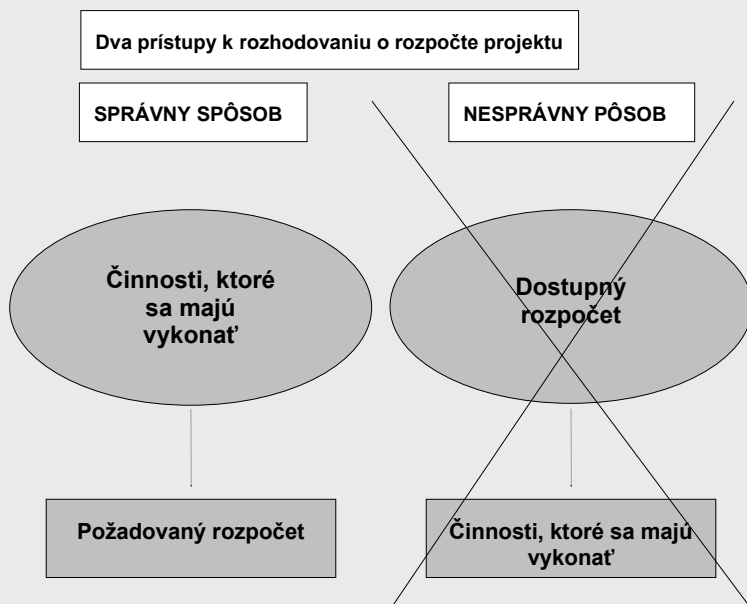 Dva prístupy k rozhodovaniu o rozpočte projektu
SPRÁVNY SPÔSOB
NESPRÁVNY PÔSOB
Činnosti, ktoré
sa majú
vykonať
Dostupný
rozpočet
Požadovaný rozpočet
Činnosti, ktoré sa majú
vykonať